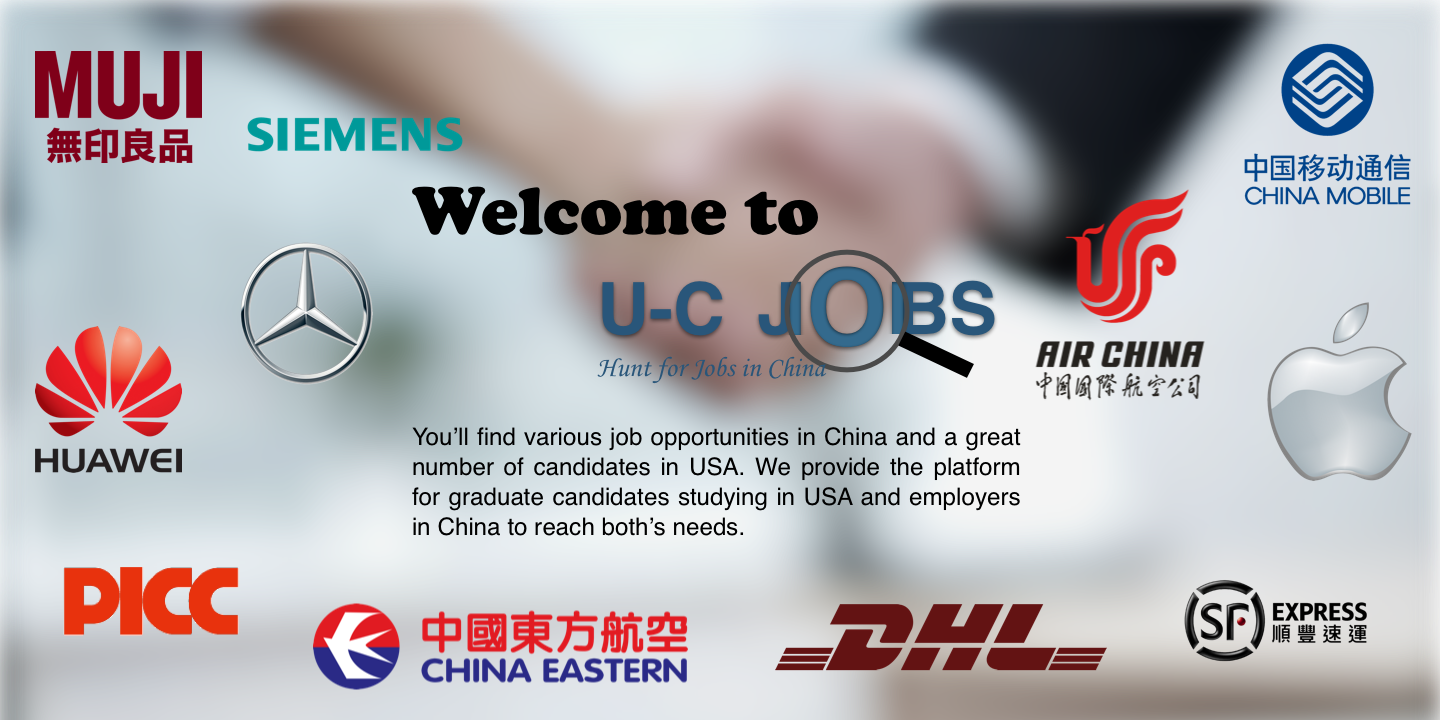 MUJI
無印良品
SIEMENS
中国移动通信
CHINA MOBILE
Welcome to
U-C JOBS
Hunt for Jobs in China
AIR CHINA
中国国際航空公司
HUAWEI
You’ll find various job opportunities in China and a great
number of candidates in USA. We provide the platform
for graduate candidates studying in USA and employers
in China to reach both’s needs.
PICC
中國東方航空
CHINA EASTERN
DHL
SF EXPRESS
順豐速運